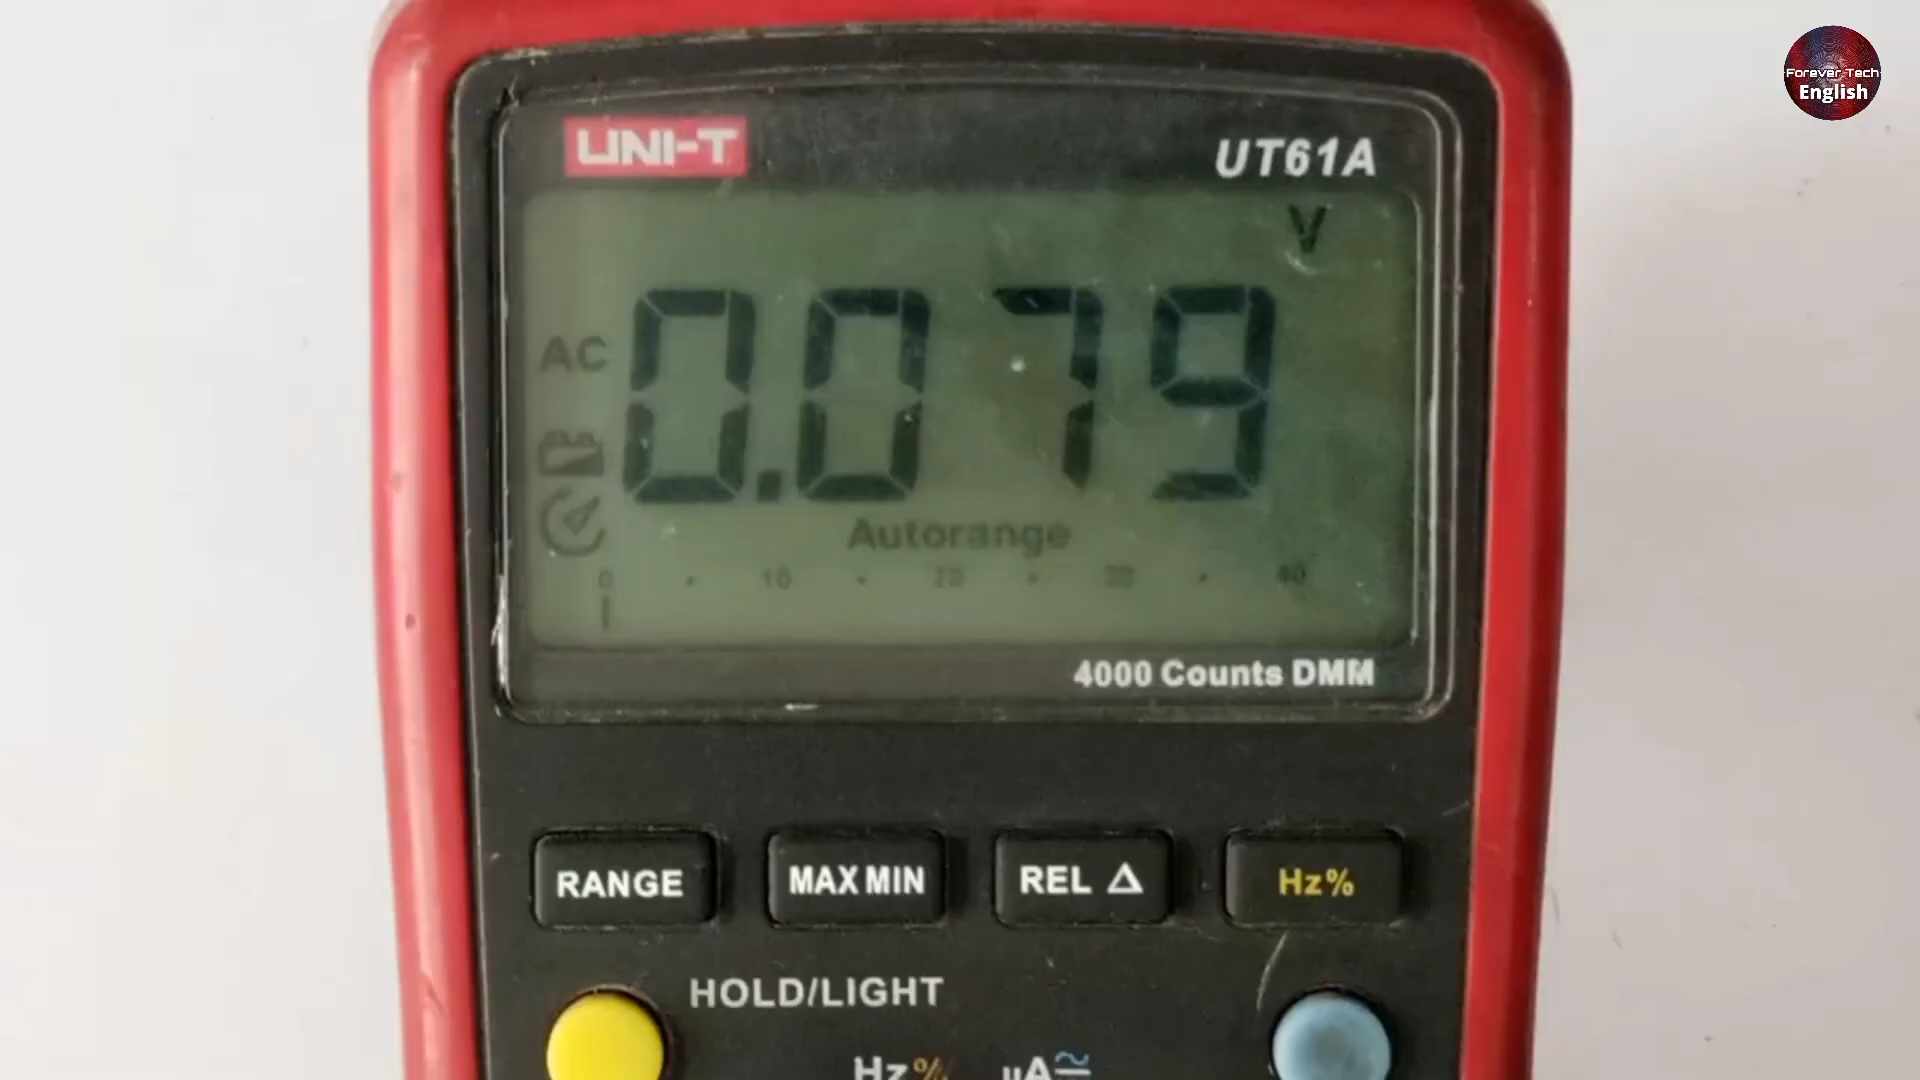 Forever Tech
English
UNI-T
UT61A
V
AC
0.079
Autorange
0 10 20 30 40
4000 Counts DMM
RANGE
MAX MIN
REL Δ
Hz%
HOLD/LIGHT
Hz%
μA